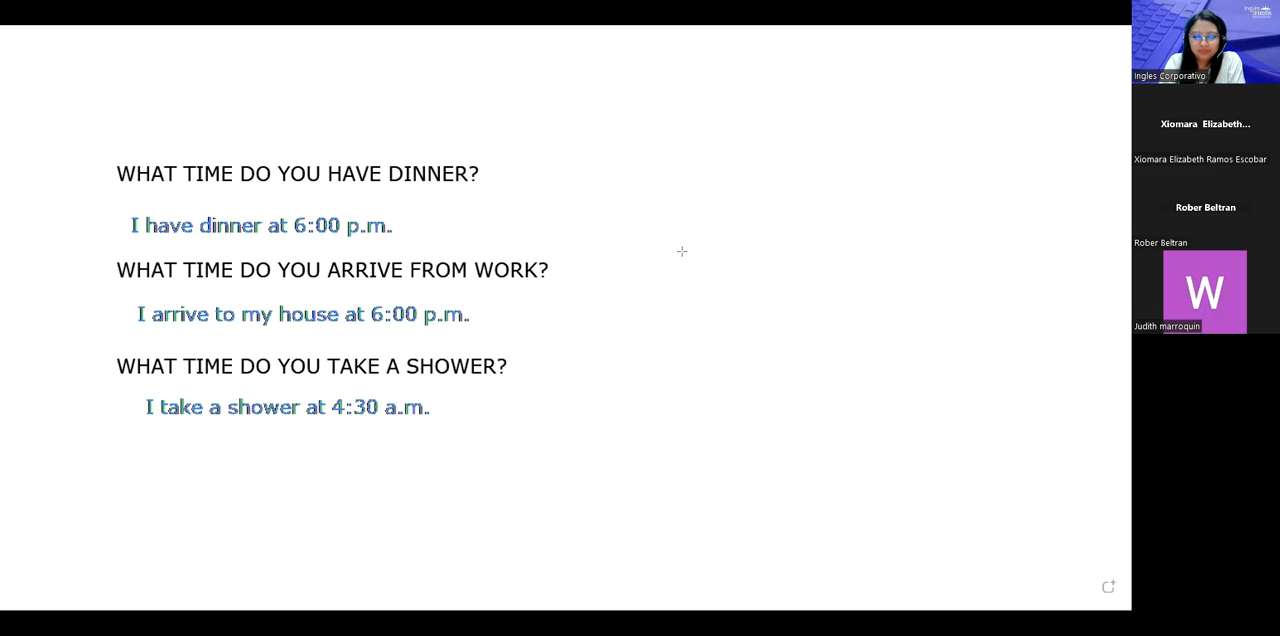 WHAT TIME DO YOU HAVE DINNER?
I have dinner at 6:00 p.m.
WHAT TIME DO YOU ARRIVE FROM WORK?
I arrive to my house at 6:00 p.m.
WHAT TIME DO YOU TAKE A SHOWER?
I take a shower at 4:30 a.m.
Ingles Corporativo
Xiomara Elizabeth...
Xiomara Elizabeth Ramos Escobar
Rober Beltran
Rober Beltran
W
Judith marroquin